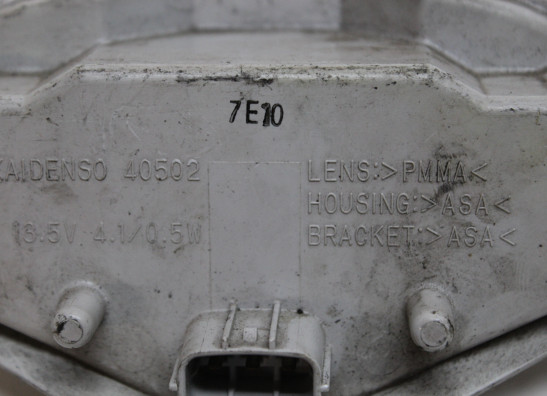 7E10
KAIDENSO 40502
13.5V 4.1/0.5W
LENS:>PMMA<
HOUSING:>ASA<
BRACKET:>ASA<